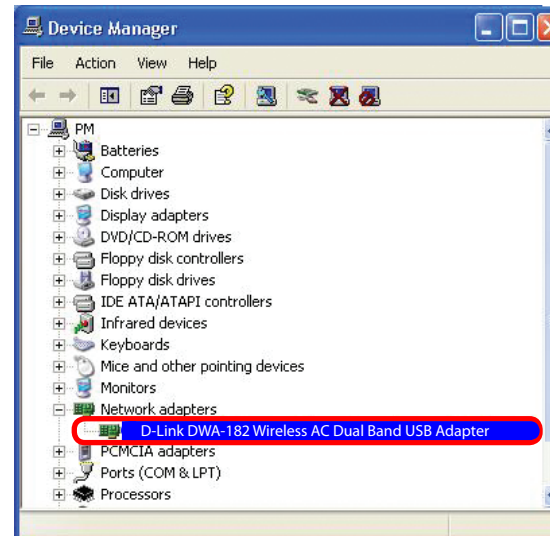 Device Manager
File Action View Help
PM
Batteries
Computer
Disk drives
Display adapters
DVD/CD-ROM drives
Floppy disk controllers
Floppy disk drives
IDE ATA/ATAPI controllers
Infrared devices
Keyboards
Mice and other pointing devices
Monitors
Network adapters
D-Link DWA-182 Wireless AC Dual Band USB Adapter
PCMCIA adapters
Ports (COM & LPT)
Processors